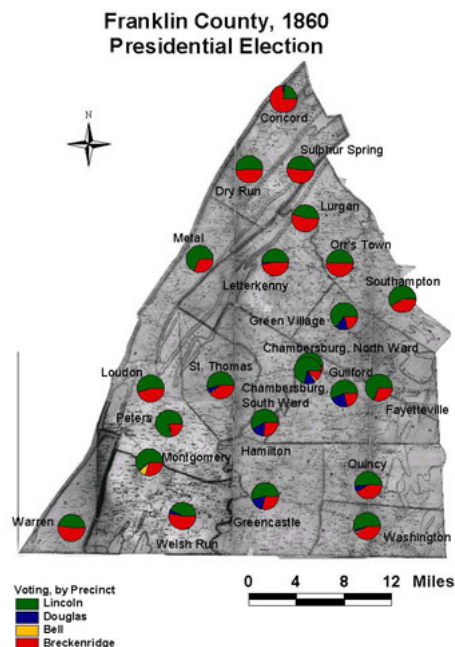 Franklin County, 1860
Presidential Election
N
Concord
Sulphur Spring
Dry Run
Lurgan
Metal
Orr's Town
Letterkenny
Southampton
Green Village
Chambersburg, North Ward
St. Thomas
Guilford
Loudon
Chambersburg,
South Ward
Fayetteville
Peters
Hamilton
Montgomery
Quincy
Greencastle
Warren
Welsh Run
Washington
Voting, by Precinct
Lincoln
Douglas
Bell
Breckenridge
0 4 8 12 Miles